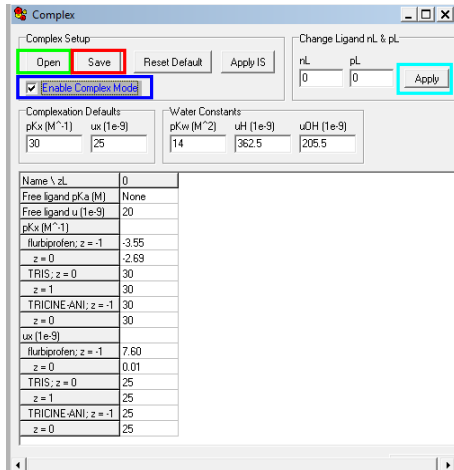 Complex
Complex Setup
Open Save Reset Default Apply IS
Enable Complex Mode
Change Ligand nL & pL
nL pL
0 0 Apply
Complexation Defaults
pKx (M^-1) ux (1e-9)
30 25
Water Constants
pKw (M^2) uH (1e-9) uOH (1e-9)
14 362.5 205.5
Name \ zL 0
Free ligand pKa (M) None
Free ligand u (1e-9) 20
pKx (M^-1)
flurbiprofen; z = -1 -3.55
z = 0 -2.69
TRIS; z = 0 30
z = 1 30
TRICINE-ANI; z = -1 30
z = 0 30
ux (1e-9)
flurbiprofen; z = -1 7.60
z = 0 0.01
TRIS; z = 0 25
z = 1 25
TRICINE-ANI; z = -1 25
z = 0 25